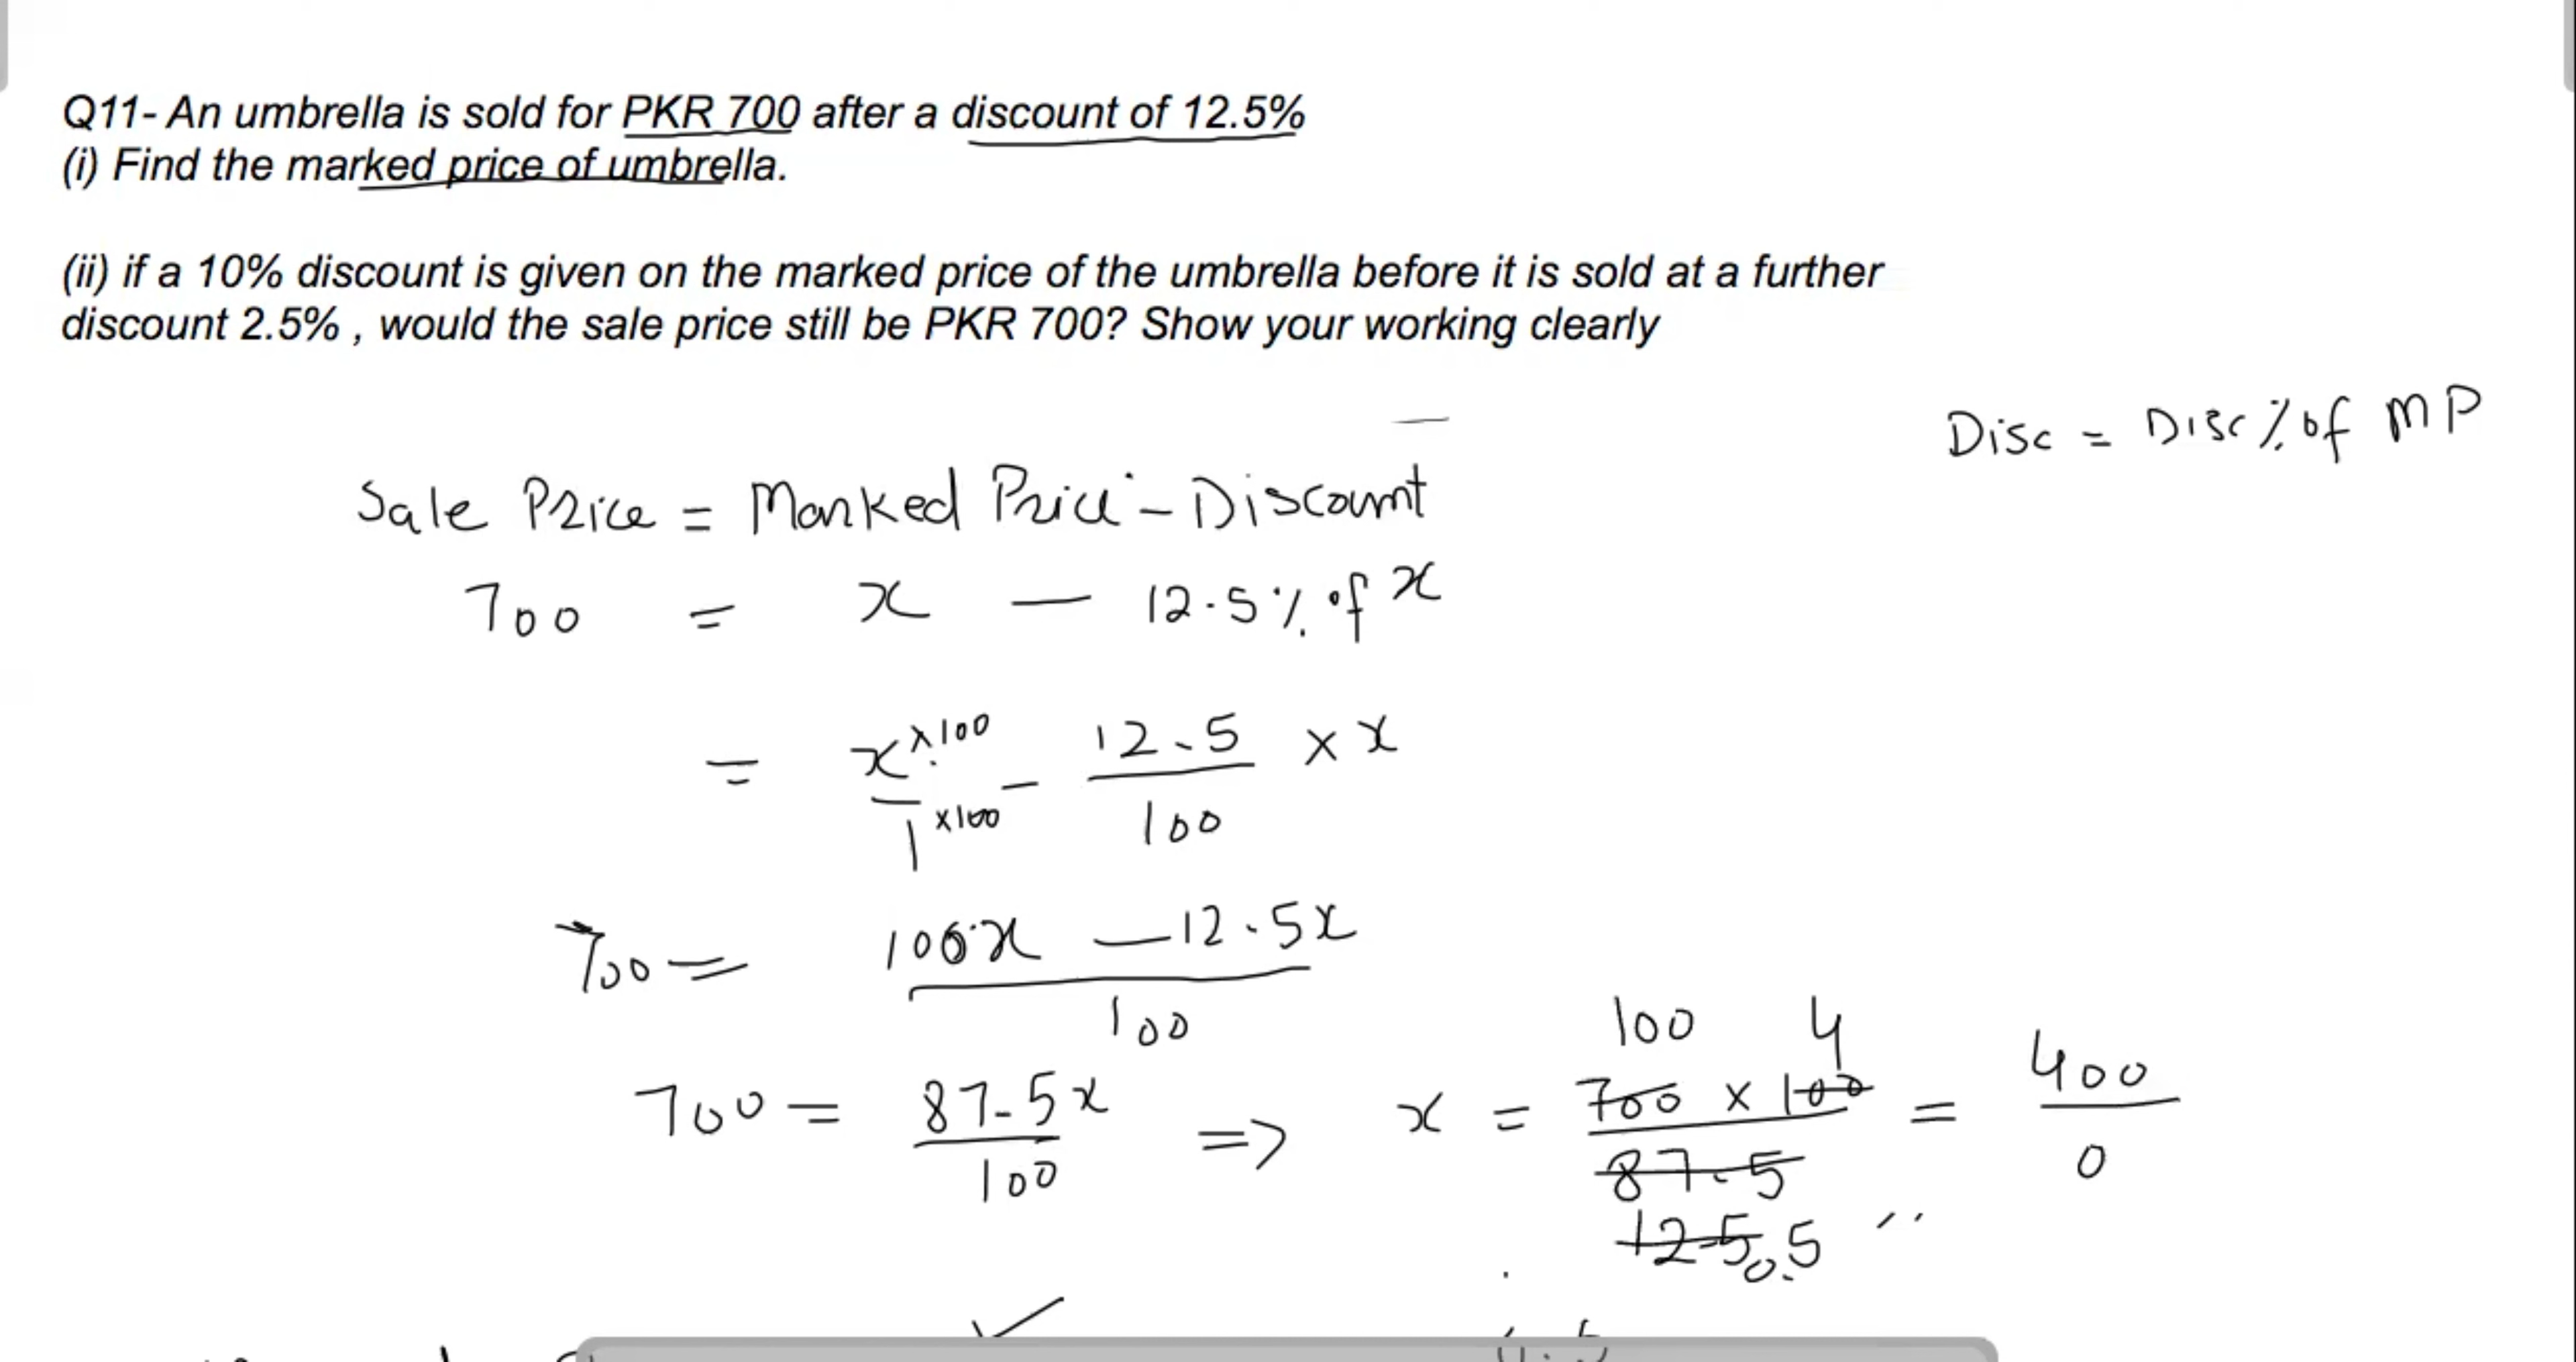 Q11- An umbrella is sold for PKR 700 after a discount of 12.5%
(i) Find the marked price of umbrella.
(ii) if a 10% discount is given on the marked price of the umbrella before it is sold at a further
discount 2.5% , would the sale price still be PKR 700? Show your working clearly
Disc = Disc % of MP
Sale Price = Marked Price - Discount
700 = x — 12.5 % of x
= x ×100 / 1 ×100 - 12.5 / 100 × x
700 = 100x — 12.5x
100
100 4
700 = 87.5x / 100 => x = 700 × 100 / 87.5 = 400 / 0
12.5 0.5